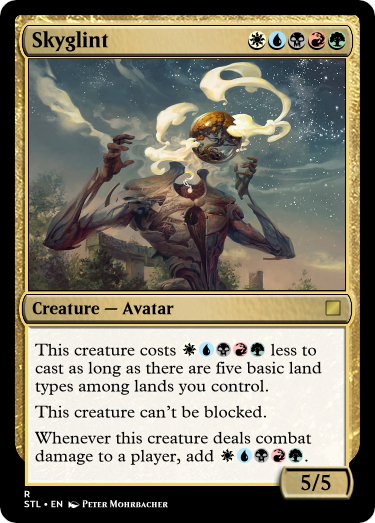 Skyglint
Creature — Avatar
This creature costs less to
cast as long as there are five basic land
types among lands you control.
This creature can't be blocked.
Whenever this creature deals combat
damage to a player, add .
5/5
R
STL • EN Peter Mohrbacher